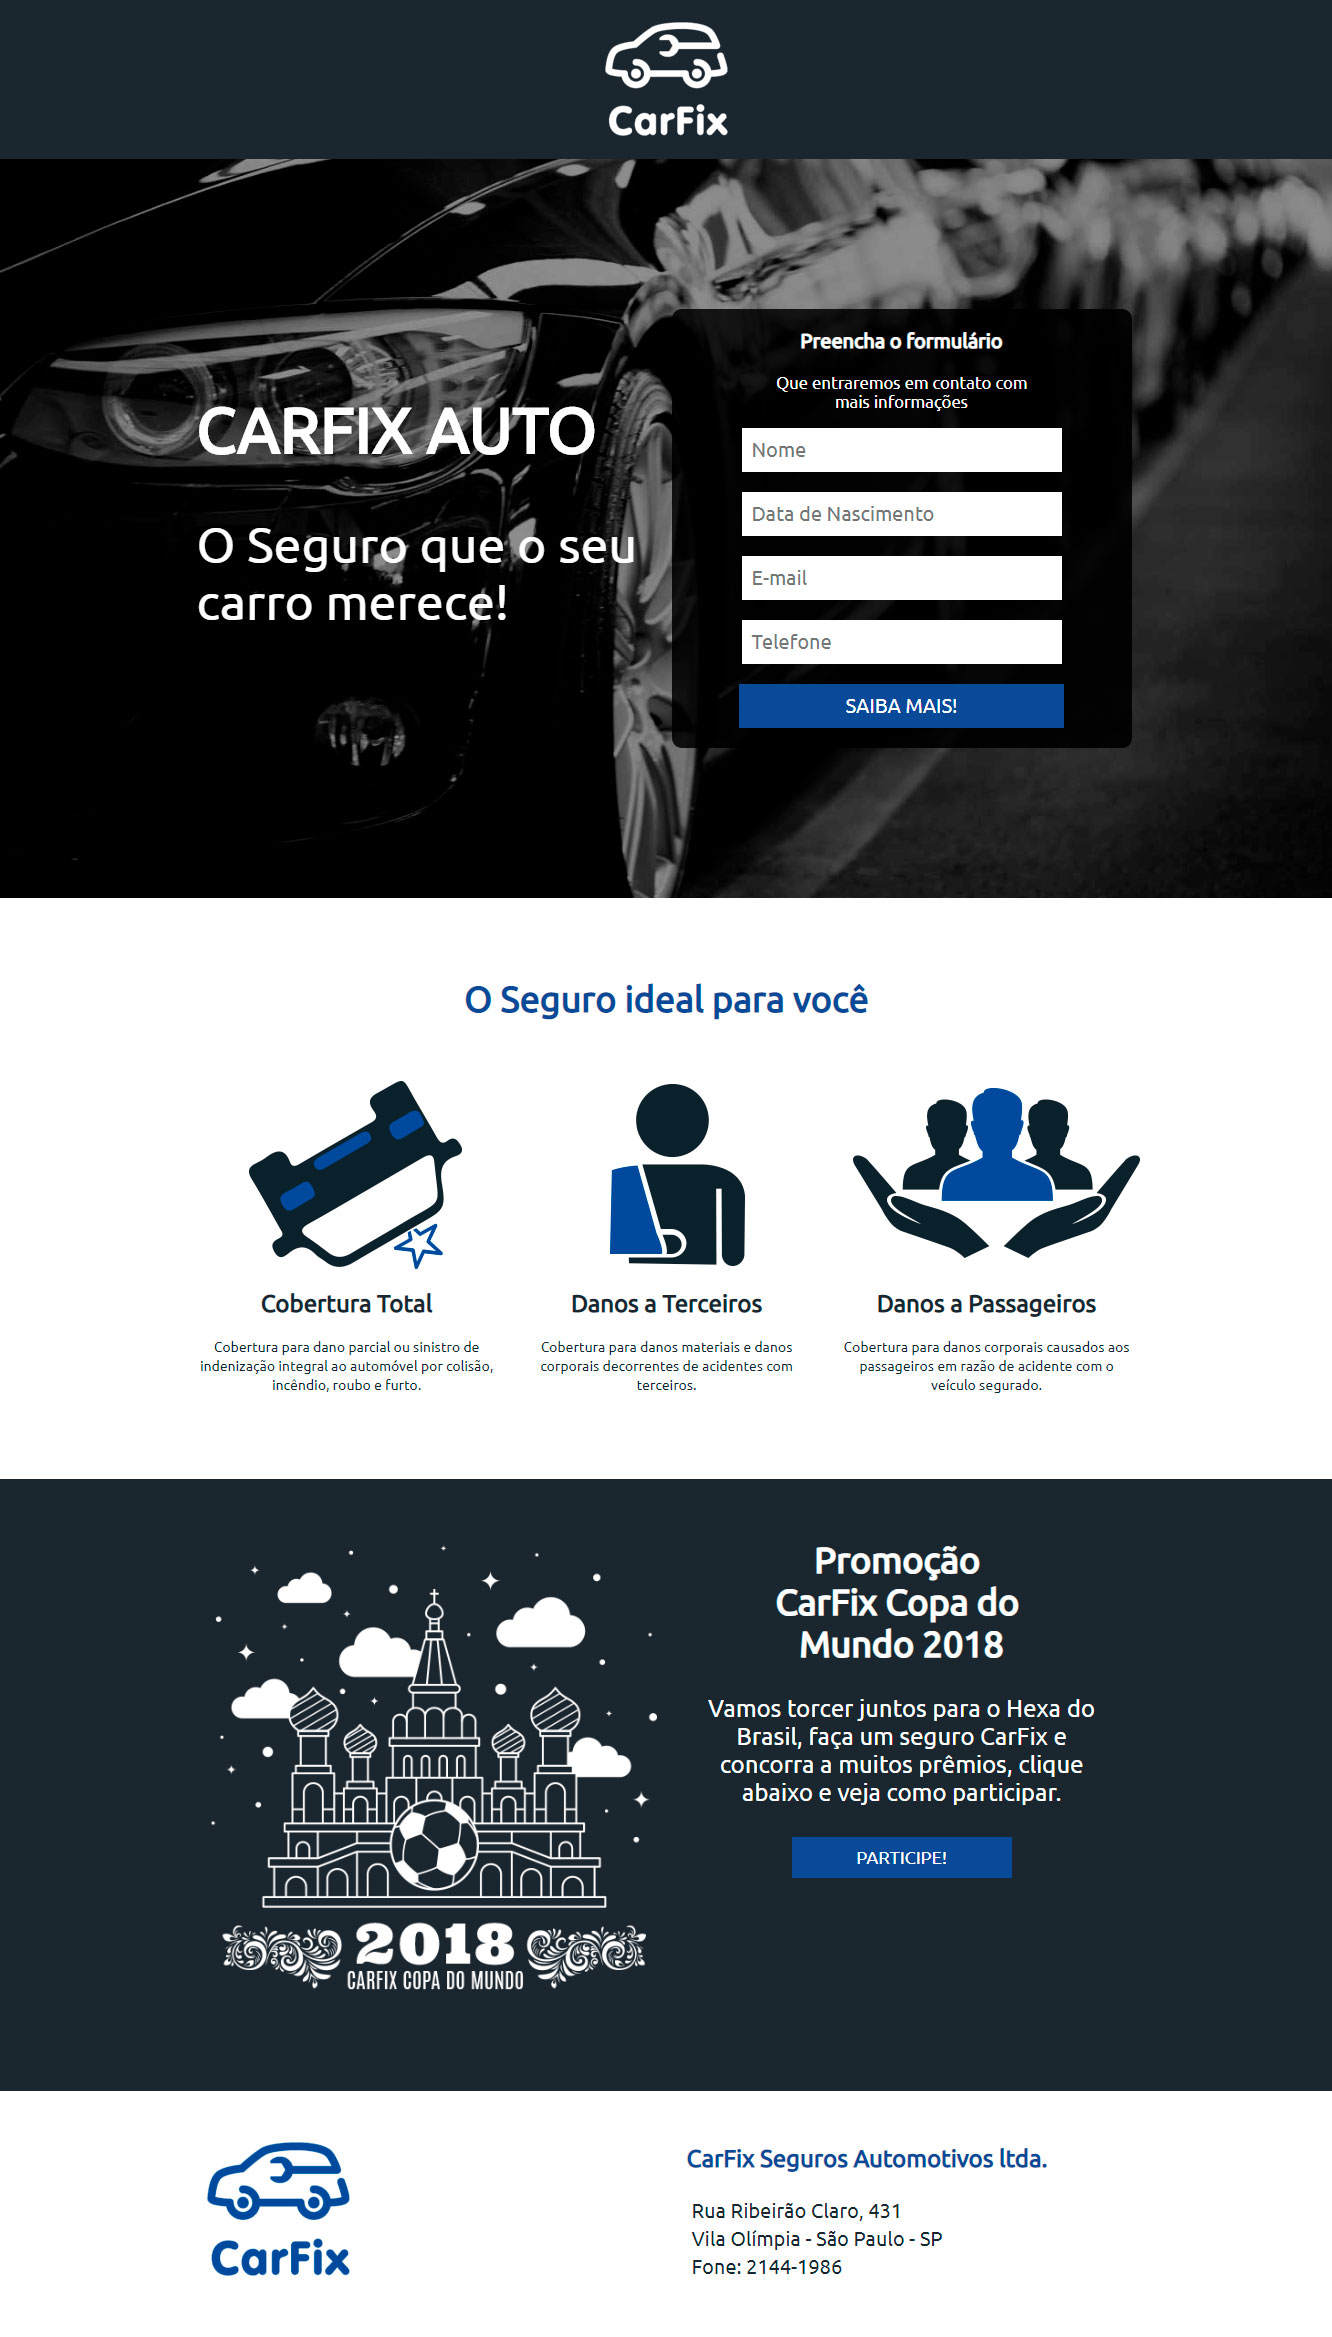 CarFix
CARFIX AUTO
O Seguro que o seu
carro merece!
Preencha o formulário
Que entraremos em contato com
mais informações
Nome
Data de Nascimento
E-mail
Telefone
SAIBA MAIS!
O Seguro ideal para você
Cobertura Total
Cobertura para dano parcial ou sinistro de
indenização integral ao automóvel por colisão,
incêndio, roubo e furto.
Danos a Terceiros
Cobertura para danos materiais e danos
corporais decorrentes de acidentes com
terceiros.
Danos a Passageiros
Cobertura para danos corporais causados aos
passageiros em razão de acidente com o
veículo segurado.
2018
CARFIX COPA DO MUNDO
Promoção
CarFix Copa do
Mundo 2018
Vamos torcer juntos para o Hexa do
Brasil, faça um seguro CarFix e
concorra a muitos prêmios, clique
abaixo e veja como participar.
PARTICIPE!
CarFix
CarFix Seguros Automotivos ltda.
Rua Ribeirão Claro, 431
Vila Olímpia - São Paulo - SP
Fone: 2144-1986